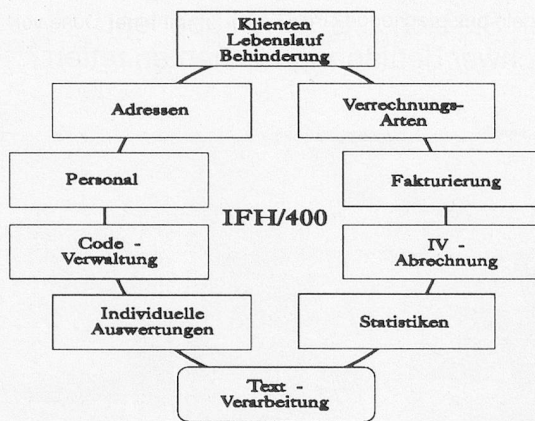 Klienten
Lebenslauf
Behinderung
Adressen
Verrechnungs-
Arten
Personal
Fakturierung
IFH/400
Code -
Verwaltung
IV -
Abrechnung
Individuelle
Auswertungen
Statistiken
Text -
Verarbeitung